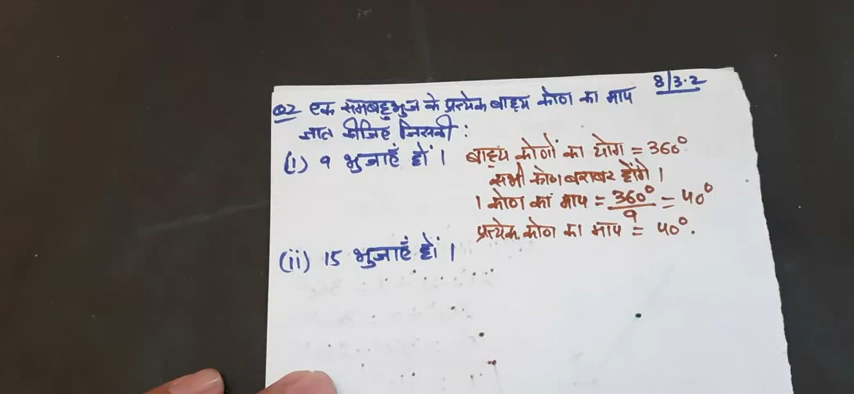 8/3.2
Q2 एक समबहुभुज के प्रत्येक बाह्य कोण का माप
ज्ञात कीजिए जिसकी :
(i) 9 भुजाएँ हों । बाह्य कोणों का योग = 360°
सभी कोण बराबर होंगे ।
1 कोण का माप = 360°/9 = 40°
प्रत्येक कोण का माप = 40°.
(ii) 15 भुजाएँ हों ।